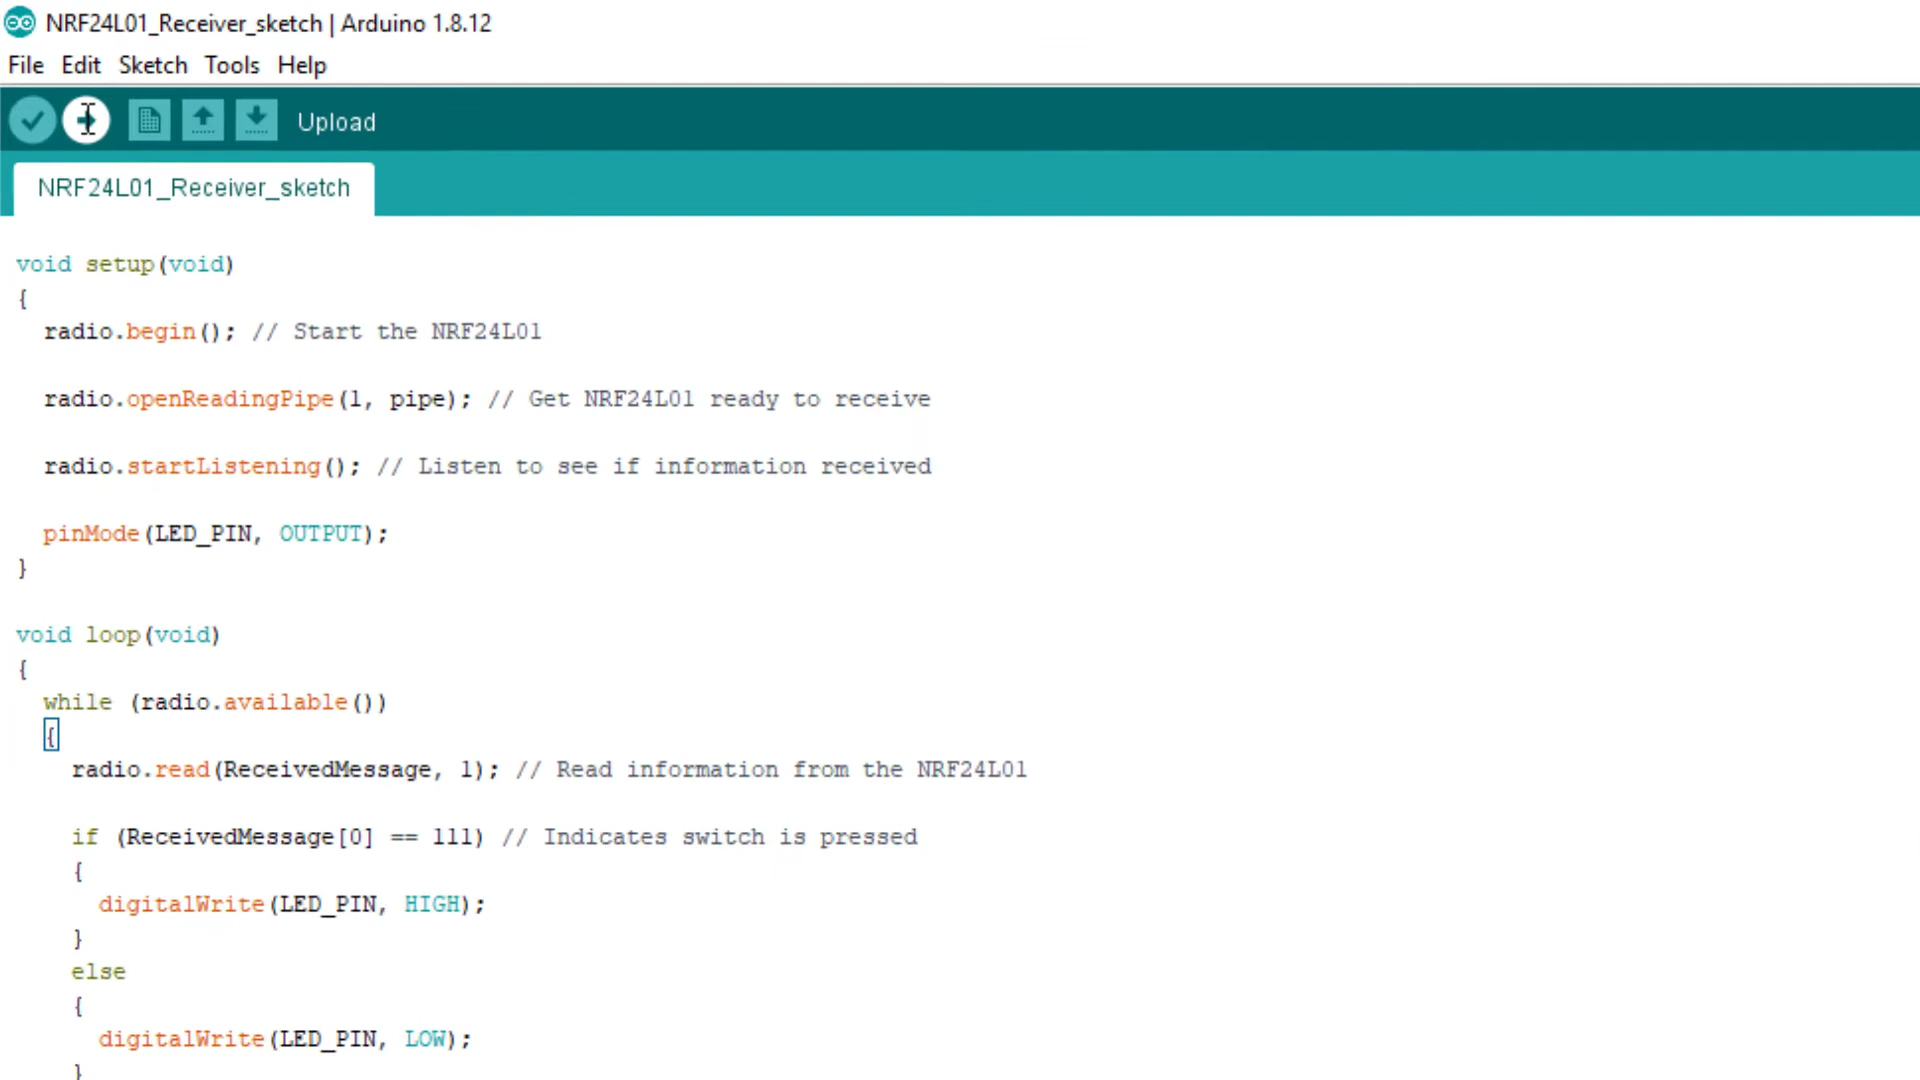 NRF24L01_Receiver_sketch | Arduino 1.8.12
File Edit Sketch Tools Help
Upload
NRF24L01_Receiver_sketch
void setup(void)
{
radio.begin(); // Start the NRF24L01
radio.openReadingPipe(1, pipe); // Get NRF24L01 ready to receive
radio.startListening(); // Listen to see if information received
pinMode(LED_PIN, OUTPUT);
}
void loop(void)
{
while (radio.available())
{
radio.read(ReceivedMessage, 1); // Read information from the NRF24L01
if (ReceivedMessage[0] == 111) // Indicates switch is pressed
{
digitalWrite(LED_PIN, HIGH);
}
else
{
digitalWrite(LED_PIN, LOW);
}